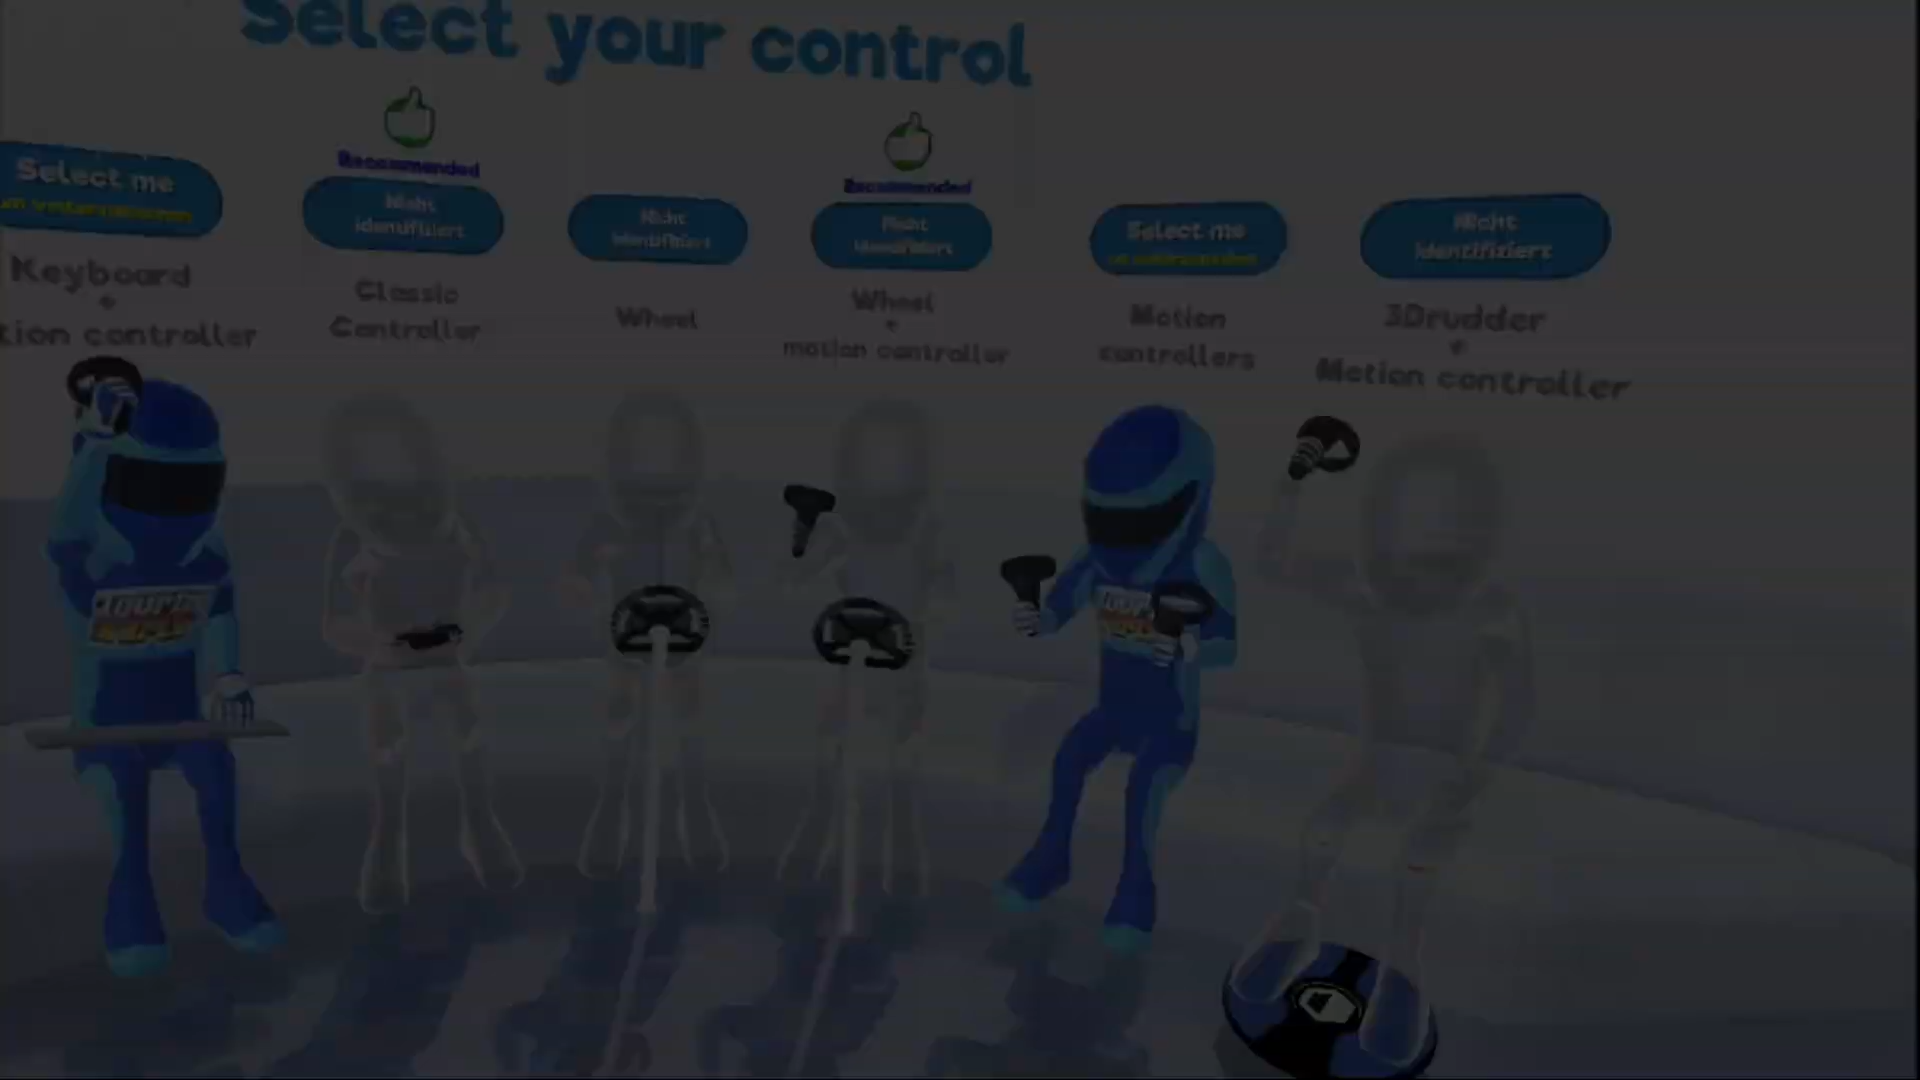 Select your control
Recommended
Recommended
Select me
Nicht
identifiziert
Nicht
identifiziert
Nicht
identifiziert
Select me
Nicht
identifiziert
Keyboard
+
tion controller
Classic
Controller
Wheel
Wheel
+
motion controller
Motion
controllers
3Drudder
+
Motion controller